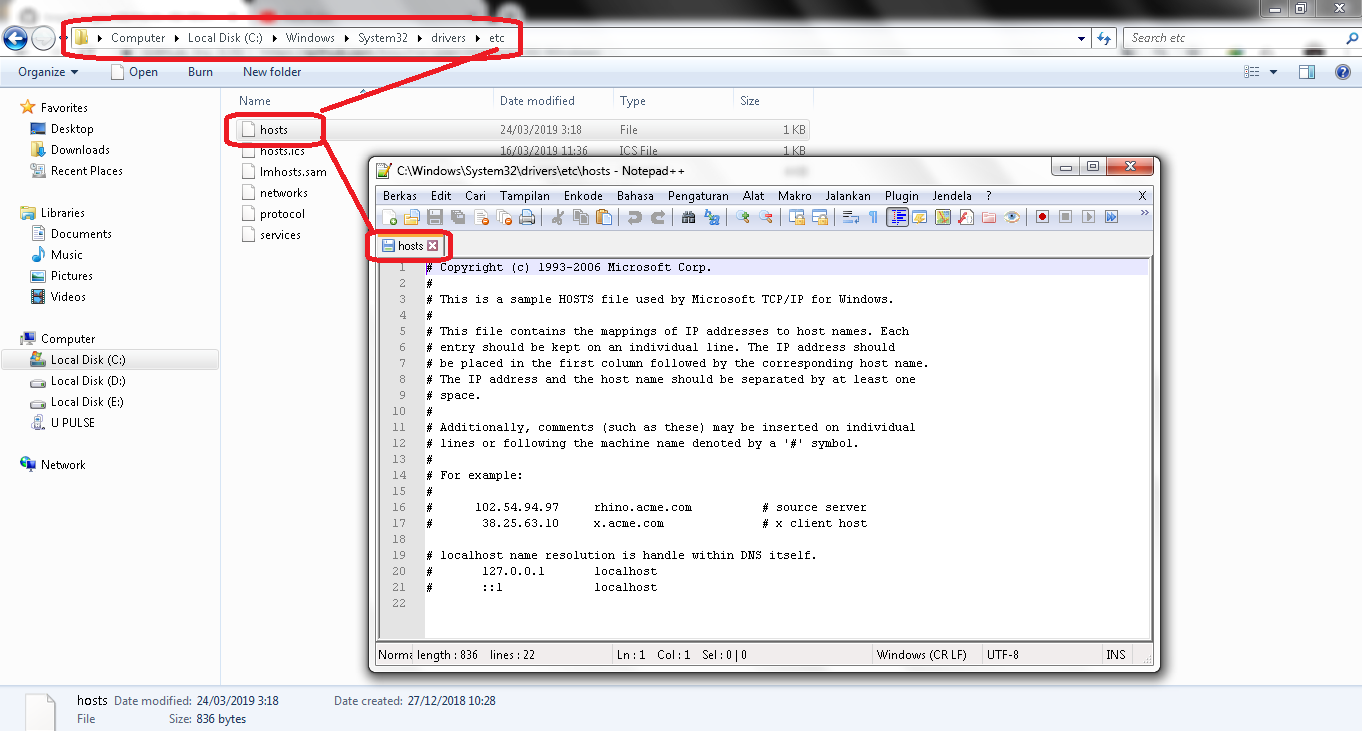 Computer ▸ Local Disk (C:) ▸ Windows ▸ System32 ▸ drivers ▸ etc
Search etc
Organize Open Burn New folder
Favorites
Desktop
Downloads
Recent Places
Libraries
Documents
Music
Pictures
Videos
Computer
Local Disk (C:)
Local Disk (D:)
Local Disk (E:)
U PULSE
Network
Name Date modified Type Size
hosts 24/03/2019 3:18 File 1 KB
hosts.ics 16/03/2019 11:36 ICS File 1 KB
lmhosts.sam
networks
protocol
services
C:\Windows\System32\drivers\etc\hosts - Notepad++
Berkas Edit Cari Tampilan Enkode Bahasa Pengaturan Alat Makro Jalankan Plugin Jendela ? X
hosts
1 # Copyright (c) 1993-2006 Microsoft Corp.
2 #
3 # This is a sample HOSTS file used by Microsoft TCP/IP for Windows.
4 #
5 # This file contains the mappings of IP addresses to host names. Each
6 # entry should be kept on an individual line. The IP address should
7 # be placed in the first column followed by the corresponding host name.
8 # The IP address and the host name should be separated by at least one
9 # space.
10 #
11 # Additionally, comments (such as these) may be inserted on individual
12 # lines or following the machine name denoted by a '#' symbol.
13 #
14 # For example:
15 #
16 # 102.54.94.97 rhino.acme.com # source server
17 # 38.25.63.10 x.acme.com # x client host
18
19 # localhost name resolution is handle within DNS itself.
20 # 127.0.0.1 localhost
21 # ::1 localhost
22
Norma length : 836 lines : 22 Ln : 1 Col : 1 Sel : 0 | 0 Windows (CR LF) UTF-8 INS
hosts Date modified: 24/03/2019 3:18 Date created: 27/12/2018 10:28
File Size: 836 bytes